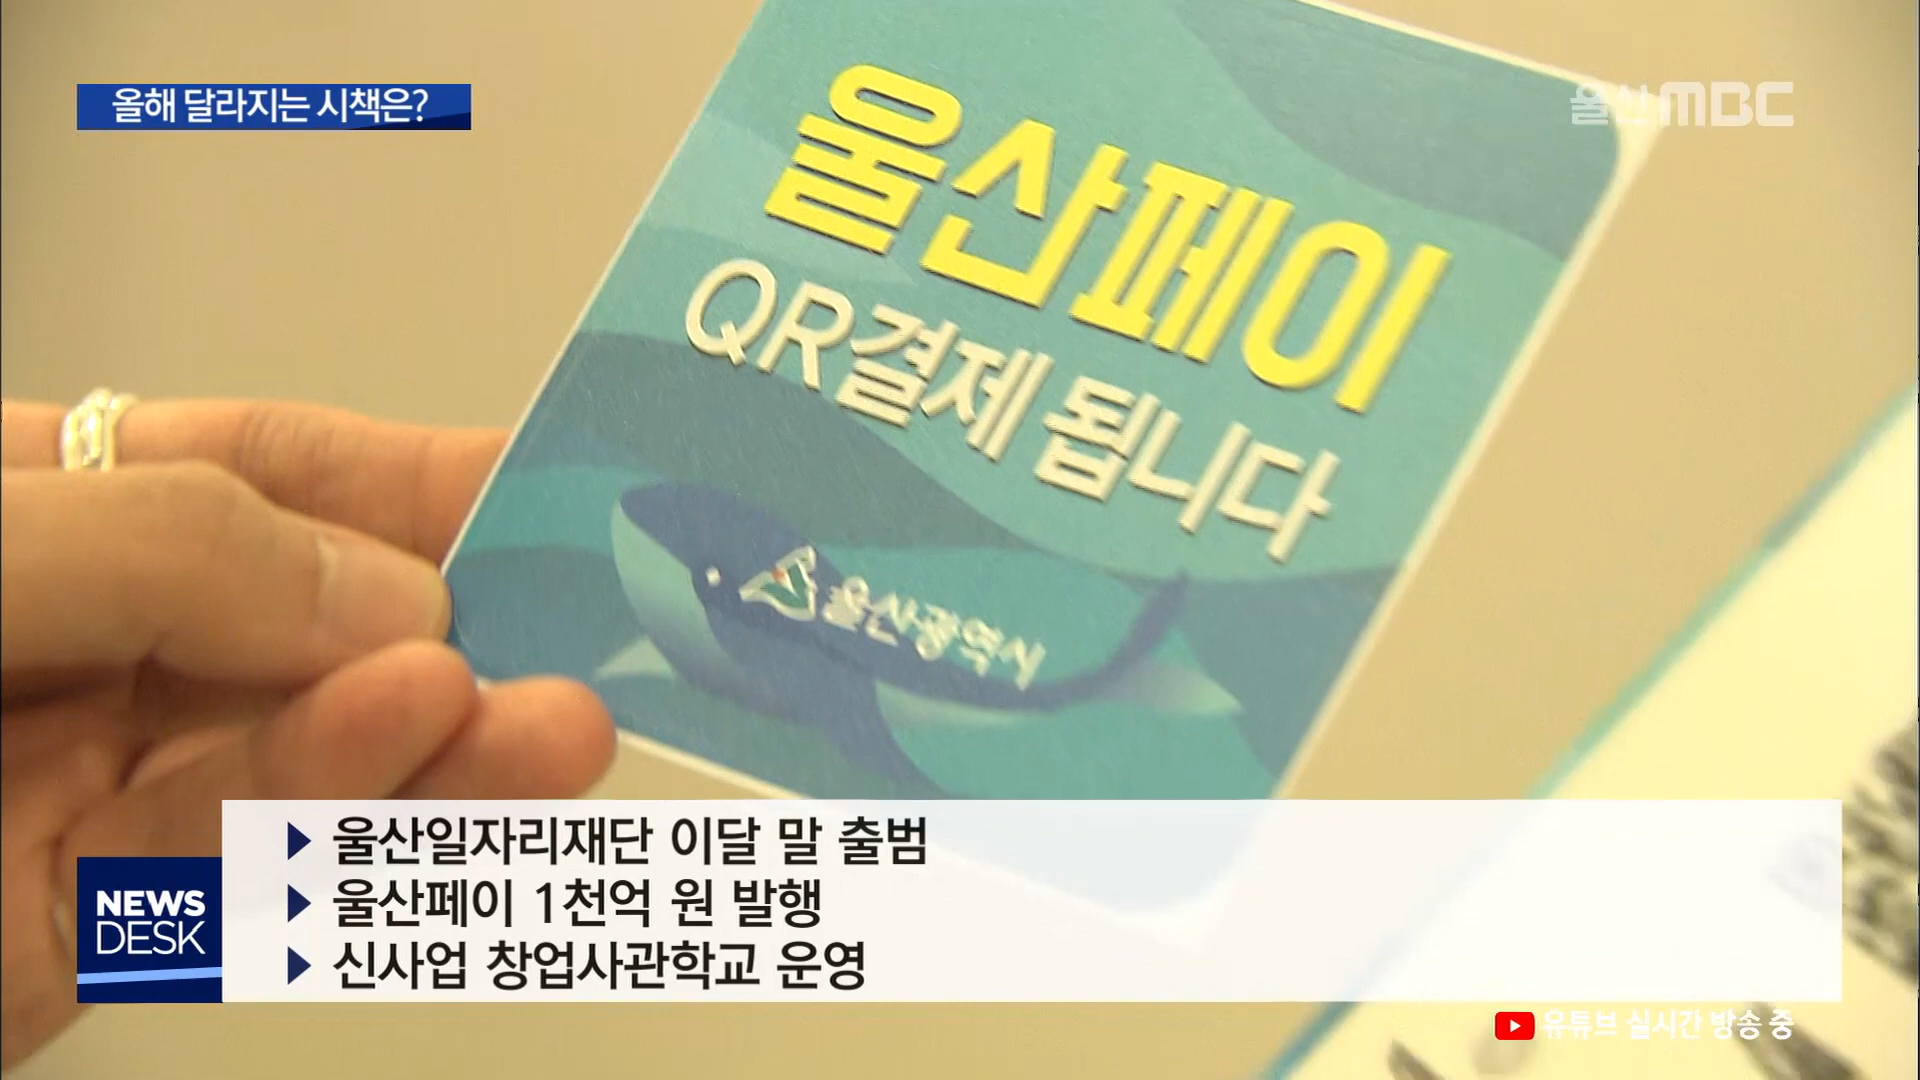 올해 달라지는 시책은?
울산MBC
울산페이
QR결제 됩니다
울산광역시
▶ 울산일자리재단 이달 말 출범
▶ 울산페이 1천억 원 발행
▶ 신사업 창업사관학교 운영
NEWS
DESK
유튜브 실시간 방송 중